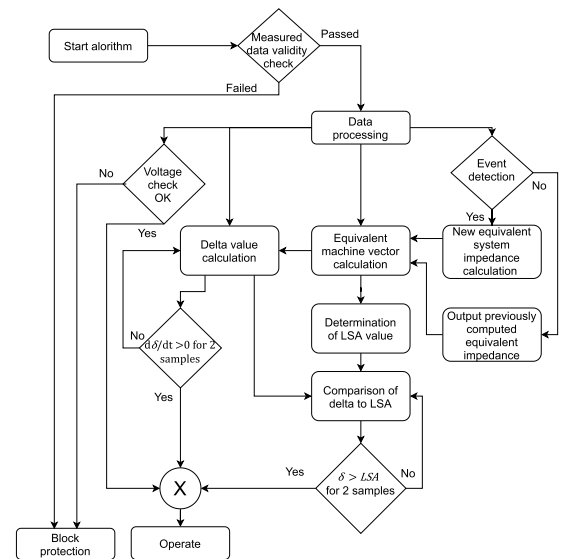 Start alorithm
Measured
data validity
check
Passed
Failed
Data
processing
No
Voltage
check
OK
Yes
Event
detection
No
Yes
Delta value
calculation
Equivalent
machine vector
calculation
New equivalent
system
impedance
calculation
Determination
of LSA value
Output previously
computed
equivalent
impedance
No
dδ/dt >0 for 2
samples
Yes
Comparison of
delta to LSA
Yes
δ > LSA
for 2 samples
No
X
Block
protection
Operate